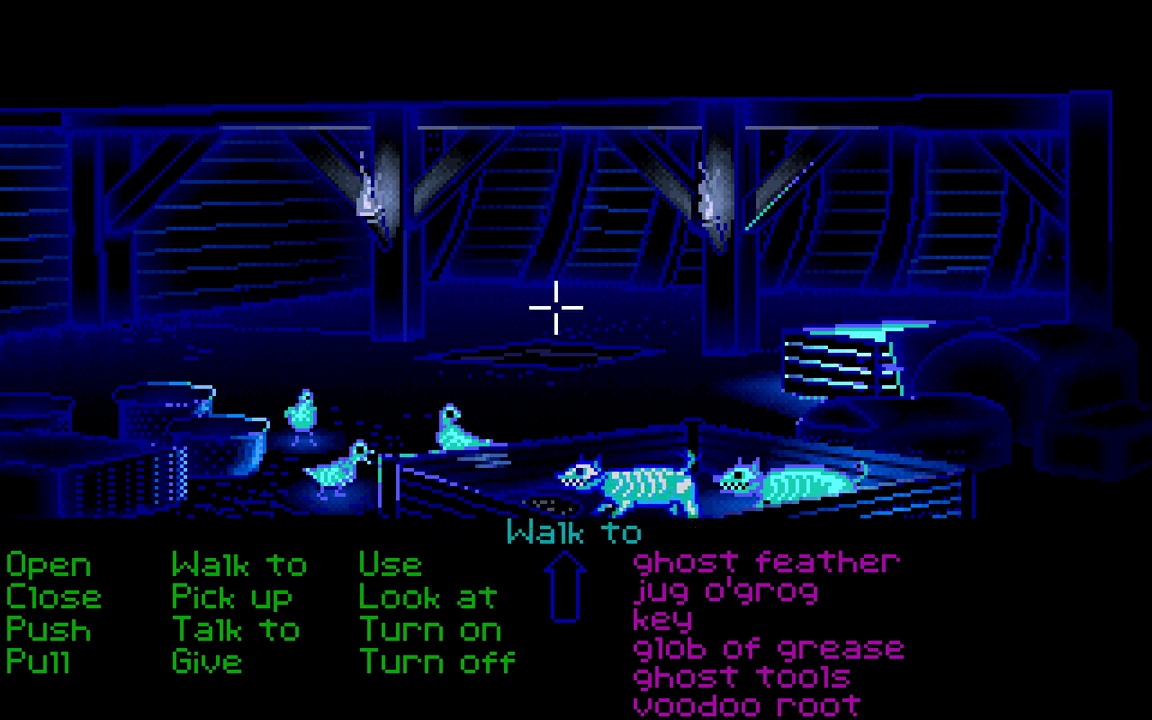 Walk to
Open Walk to Use
Close Pick up Look at
Push Talk to Turn on
Pull Give Turn off
ghost feather
jug o'grog
key
glob of grease
ghost tools
voodoo root